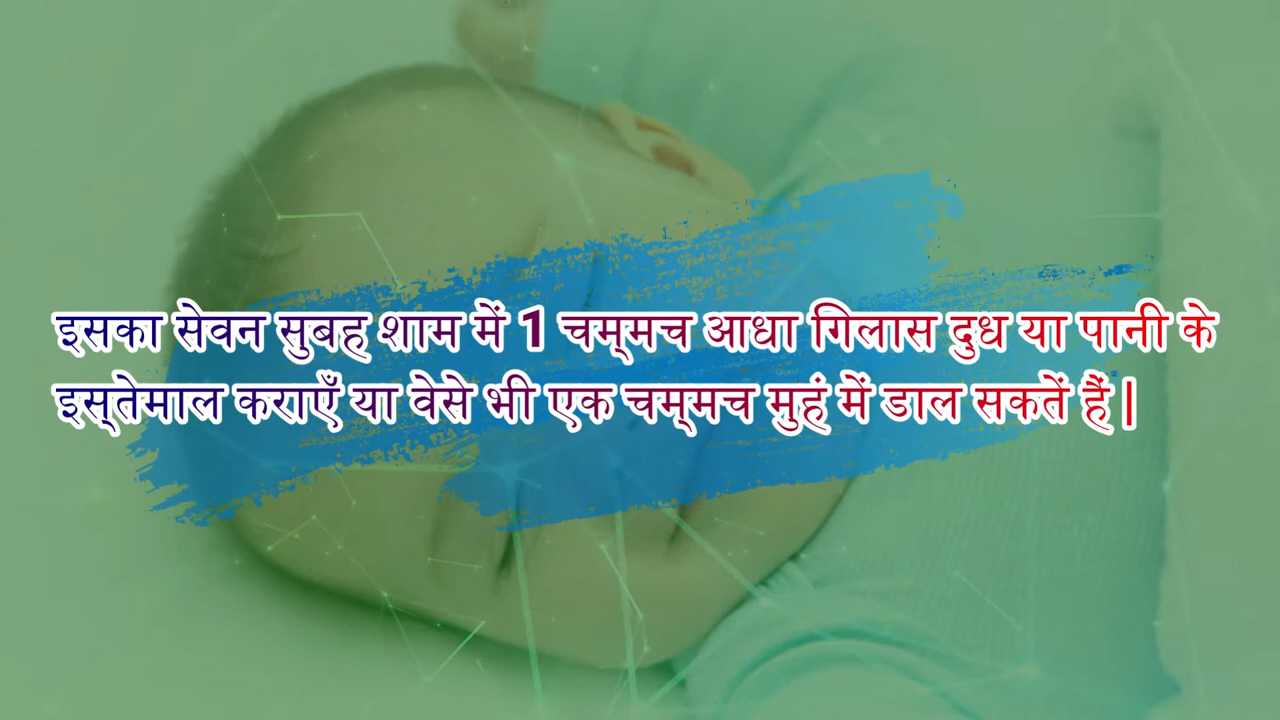 इसका सेवन सुबह शाम में 1 चम्मच आधा गिलास दुध या पानी के
इस्तेमाल कराएँ या वेसे भी एक चम्मच मुहं में डाल सकतें हैं |